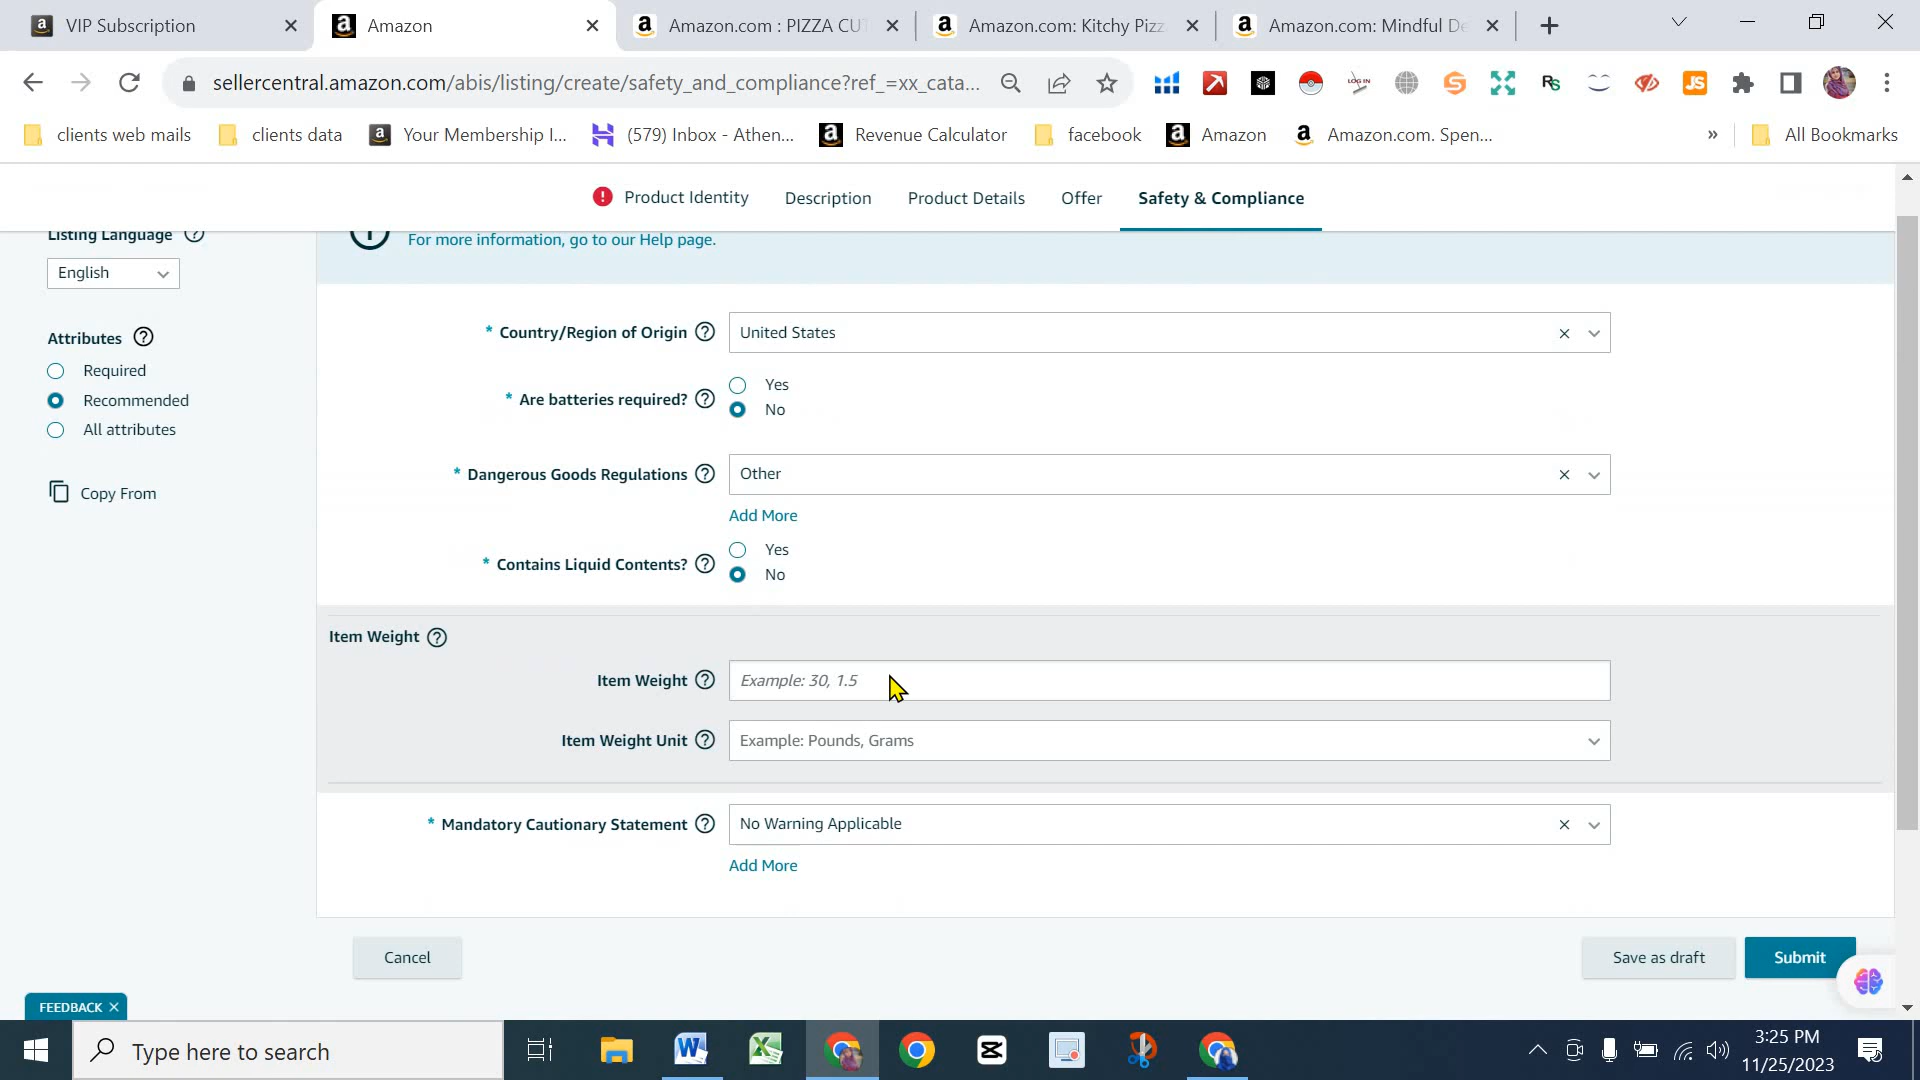 VIP Subscription
Amazon
Amazon.com : PIZZA CUT
Amazon.com: Kitchy Pizz
Amazon.com: Mindful De
sellercentral.amazon.com/abis/listing/create/safety_and_compliance?ref_=xx_cata...
clients web mails
clients data
Your Membership I...
(579) Inbox - Athen...
Revenue Calculator
facebook
Amazon
Amazon.com. Spen...
»
All Bookmarks
Product Identity
Description
Product Details
Offer
Safety & Compliance
Listing Language
For more information, go to our Help page.
English
Attributes
Required
Recommended
All attributes
Copy From
* Country/Region of Origin
United States
* Are batteries required?
Yes
No
* Dangerous Goods Regulations
Other
Add More
* Contains Liquid Contents?
Yes
No
Item Weight
Item Weight
Example: 30, 1.5
Item Weight Unit
Example: Pounds, Grams
* Mandatory Cautionary Statement
No Warning Applicable
Add More
Cancel
Save as draft
Submit
FEEDBACK
Type here to search
3:25 PM
11/25/2023